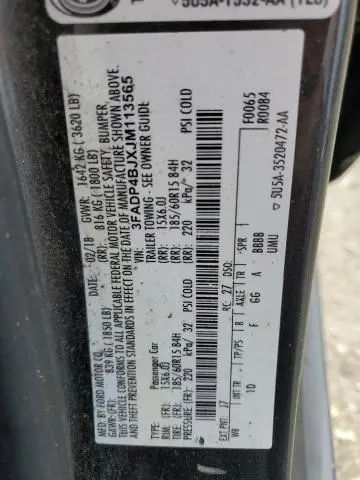 5U5A-1532-AA
MFD. BY FORD MOTOR CO.
02/18 GVWR: 1642 KG ( 3620 LB)
GAWR-(FR): 839 KG (1850 LB) (RR): 816 KG (1800 LB)
THIS VEHICLE CONFORMS TO ALL APPLICABLE FEDERAL MOTOR VEHICLE SAFETY, BUMPER,
AND THEFT PREVENTION STANDARDS IN EFFECT ON THE DATE OF MANUFACTURE SHOWN ABOVE.
3FADP4BJXJM113565
TYPE: Passenger Car TRAILER TOWING - SEE OWNER GUIDE
RIM: (FR): 15X6.0J (RR): 15X6.0J
TIRE: (FR): 185/60R15 84H (RR): 185/60R15 84H
PSI: (FR): 220 kPa/ 32 PSI COLD (RR): 220 kPa/ 32 PSI COLD
EXT PNT: J7 RC: 27 DSO: F0065
R0084
WB INT TR TP/PS R AXLE TR SPR
1D F GG A BBBB
UMU
5U5A-3520472-AA